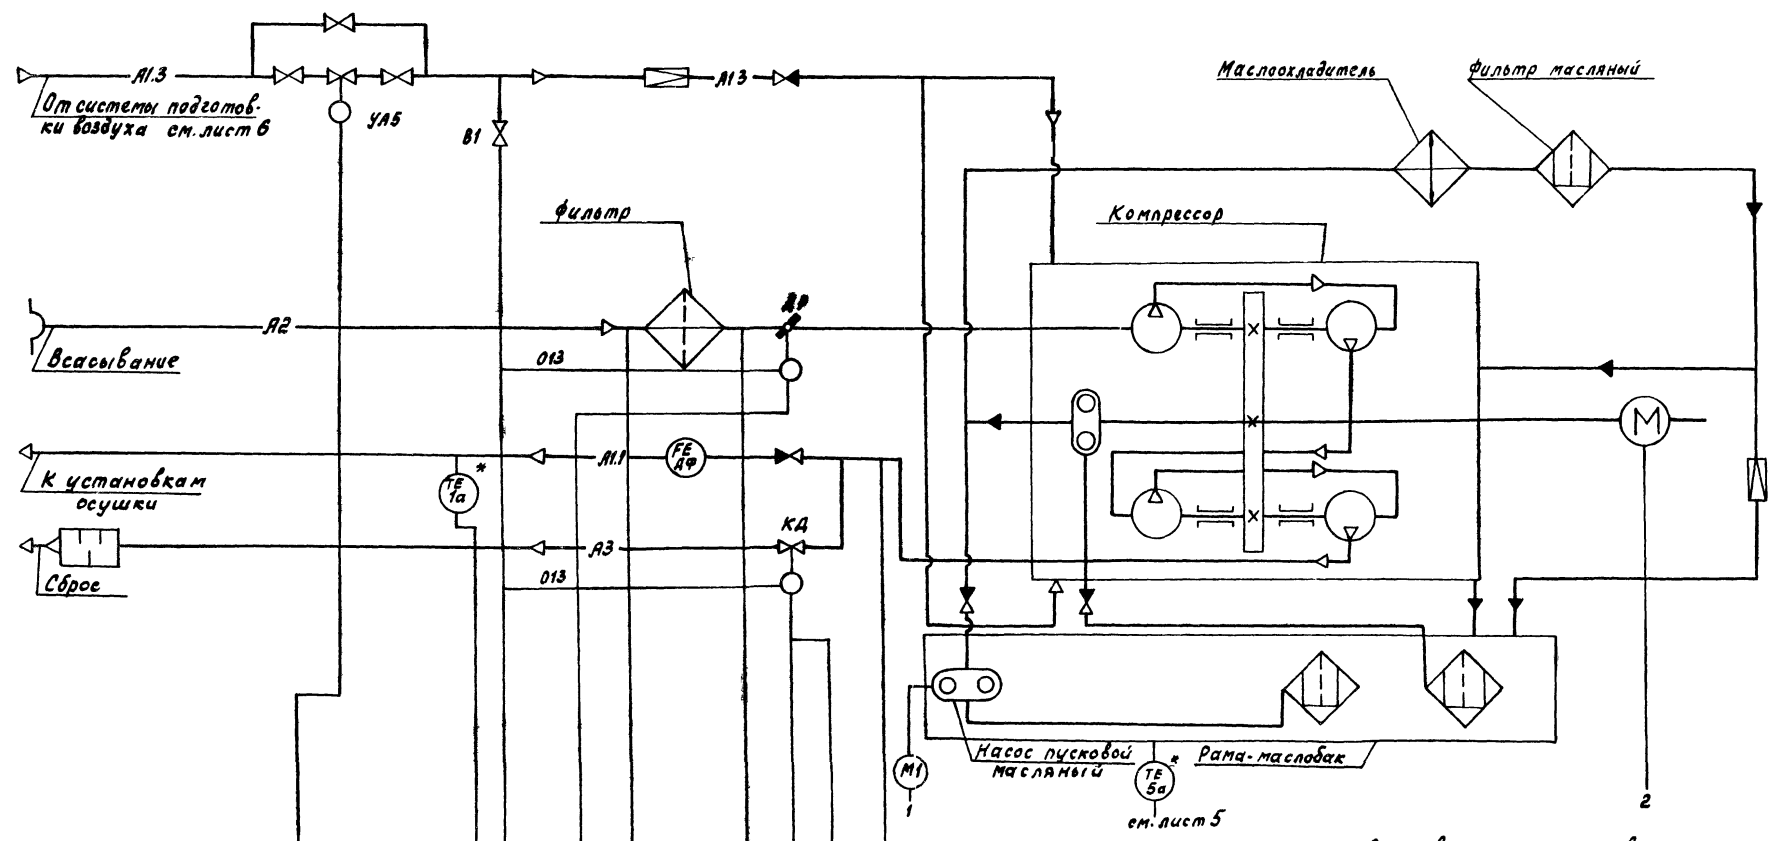 А1.3
От системы подготов-
ки воздуха см. лист 6
УА5
В1
А13
Маслоохладитель
Фильтр масляный
Фильтр
Компрессор
ДР
А2
Всасывание
013
М
А1.1
FE
ДФ
*
ТЕ
1а
К установкам
осушки
КД
А3
013
Сброс
Насос пусковой
масляный
М1
1
ТЕ
5а
*
см. лист 5
Рама-маслобак
2